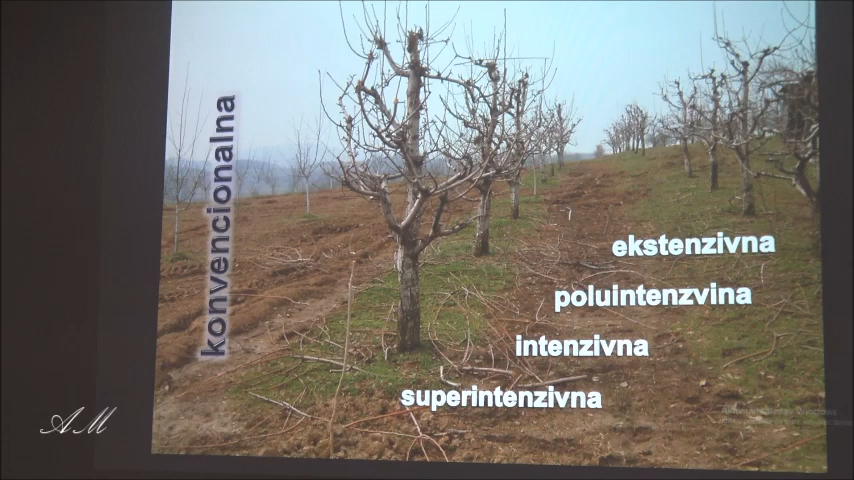 konvencionalna
ekstenzivna
poluintenzvina
intenzivna
superintenzivna
AM